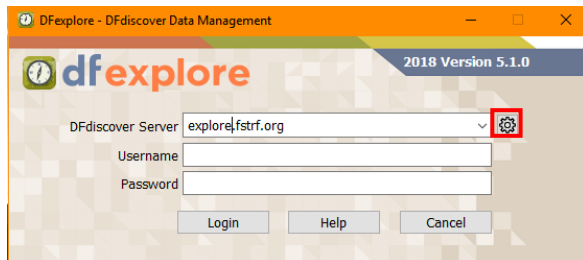 DFexplore - DFdiscover Data Management
dfexplore
2018 Version 5.1.0
DFdiscover Server explore.fstrf.org
Username
Password
Login Help Cancel